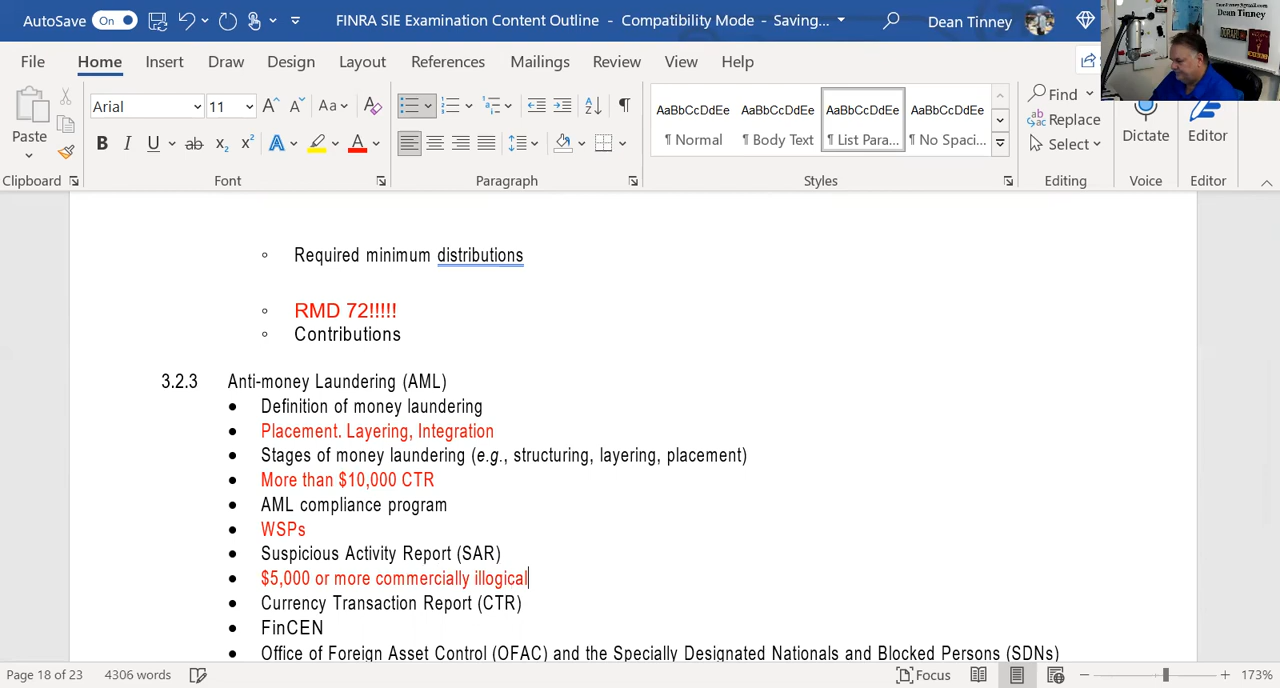 AutoSave On FINRA SIE Examination Content Outline - Compatibility Mode - Saving... Dean Tinney
Dean Tinney
File Home Insert Draw Design Layout References Mailings Review View Help
Paste
Arial 11 Aa
AaBbCcDdEe AaBbCcDdEe AaBbCcDdEe AaBbCcDdEe
¶ Normal ¶ Body Text ¶ List Para... ¶ No Spaci...
Find
Replace
Select
Dictate
Editor
Clipboard Font Paragraph Styles Editing Voice Editor
◦ Required minimum distributions
◦ RMD 72!!!!!
◦ Contributions
3.2.3 Anti-money Laundering (AML)
• Definition of money laundering
• Placement. Layering, Integration
• Stages of money laundering (e.g., structuring, layering, placement)
• More than $10,000 CTR
• AML compliance program
• WSPs
• Suspicious Activity Report (SAR)
• $5,000 or more commercially illogical
• Currency Transaction Report (CTR)
• FinCEN
• Office of Foreign Asset Control (OFAC) and the Specially Designated Nationals and Blocked Persons (SDNs)
Page 18 of 23 4306 words Focus 173%